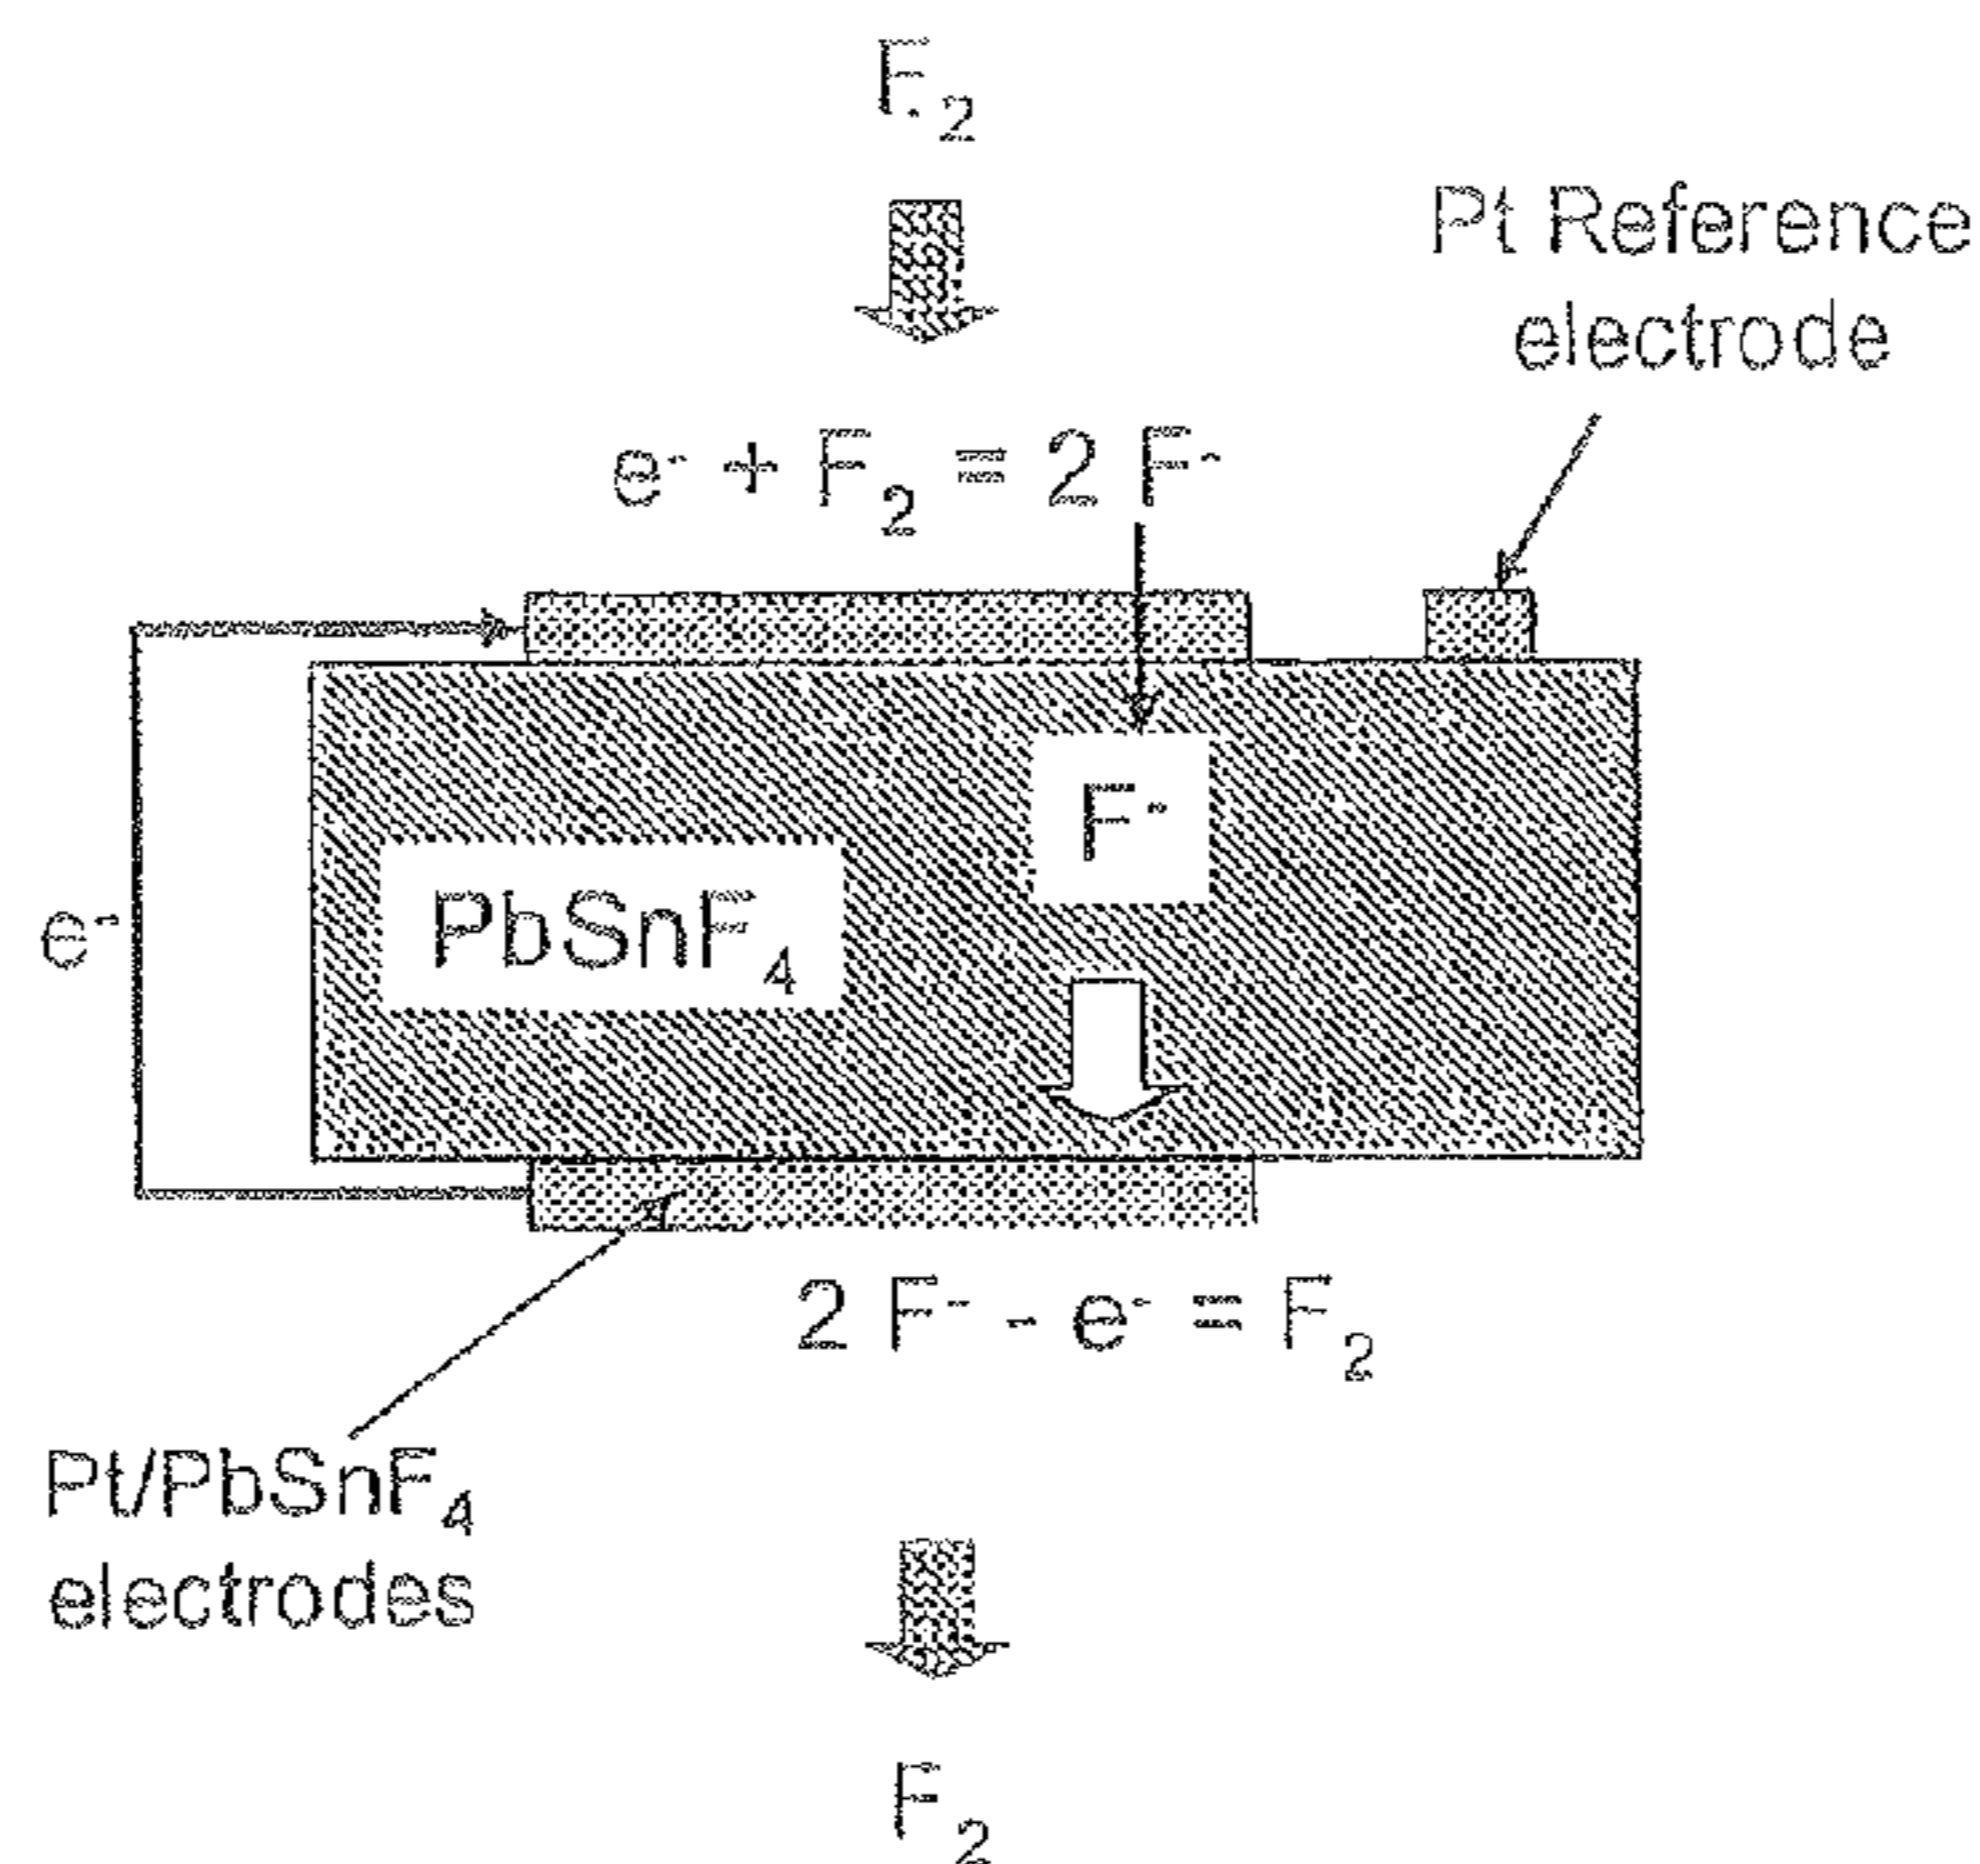 F₂
Pt Reference
electrode
e⁻ + F₂ = 2 F⁻
F⁻
PbSnF₄
e⁻
2 F⁻ - e⁻ = F₂
Pt/PbSnF₄
electrodes
F₂